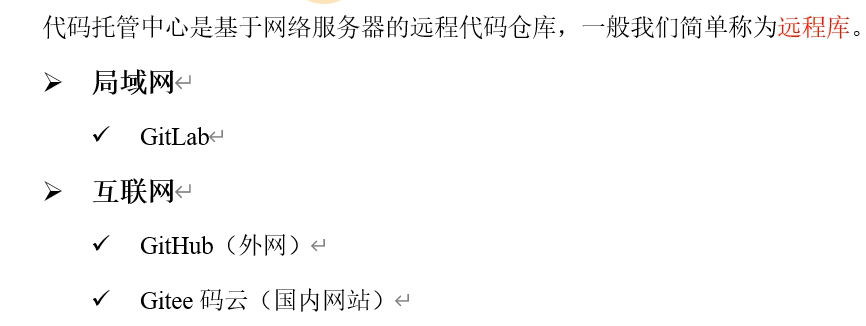 代码托管中心是基于网络服务器的远程代码仓库，一般我们简单称为远程库。
➢ 局域网↵
✓ GitLab↵
➢ 互联网↵
✓ GitHub（外网）↵
✓ Gitee 码云（国内网站）↵